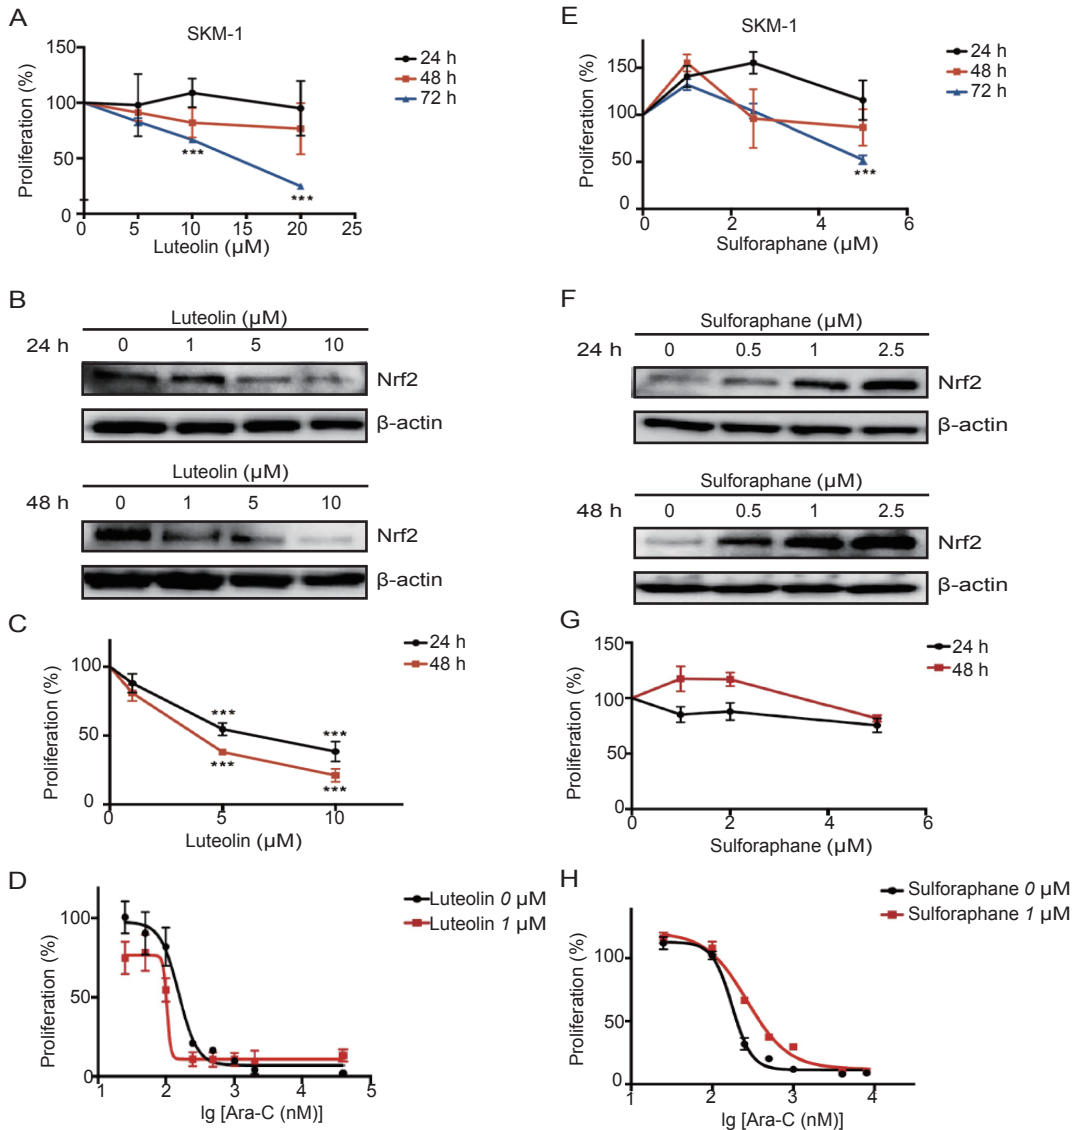 A
SKM-1
150
100
50
0
Proliferation (%)
24 h
48 h
72 h
***
***
0 5 10 15 20 25
Luteolin (µM)
E
SKM-1
150
100
50
0
Proliferation (%)
24 h
48 h
72 h
***
0 2 4 6
Sulforaphane (µM)
B
Luteolin (µM)
24 h 0 1 5 10
Nrf2
β-actin
Luteolin (µM)
48 h 0 1 5 10
Nrf2
β-actin
F
Sulforaphane (µM)
24 h 0 0.5 1 2.5
Nrf2
β-actin
Sulforaphane (µM)
48 h 0 0.5 1 2.5
Nrf2
β-actin
C
100
50
0
Proliferation (%)
24 h
48 h
*** ***
***
***
0 5 10
Luteolin (µM)
G
150
100
50
0
Proliferation (%)
24 h
48 h
0 2 4 6
Sulforaphane (µM)
D
100
50
0
Proliferation (%)
Luteolin 0 µM
Luteolin 1 µM
1 2 3 4 5
lg [Ara-C (nM)]
H
100
50
0
Proliferation (%)
Sulforaphane 0 µM
Sulforaphane 1 µM
1 2 3 4
lg [Ara-C (nM)]